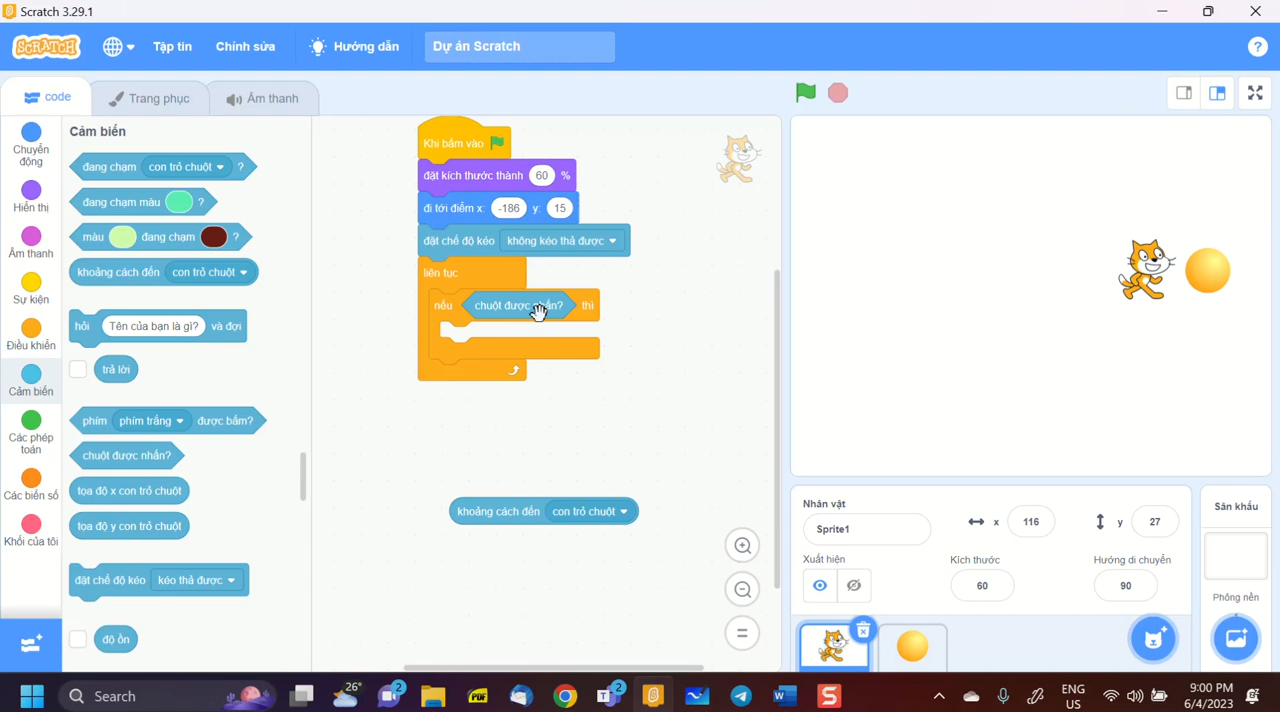 Scratch 3.29.1
SCRATCH
Tập tin
Chỉnh sửa
Hướng dẫn
Dự án Scratch
?
code
Trang phục
Âm thanh
Cảm biến
Chuyển động
Hiển thị
Âm thanh
Sự kiện
Điều khiển
Cảm biến
Các phép toán
Các biến số
Khối của tôi
đang chạm con trỏ chuột ?
đang chạm màu ?
màu đang chạm ?
khoảng cách đến con trỏ chuột
hỏi Tên của bạn là gì? và đợi
trả lời
phím phím trắng được bấm?
chuột được nhấn?
tọa độ x con trỏ chuột
tọa độ y con trỏ chuột
đặt chế độ kéo kéo thả được
độ ồn
Khi bấm vào
đặt kích thước thành 60 %
đi tới điểm x: -186 y: 15
đặt chế độ kéo không kéo thả được
liên tục
nếu chuột được nhấn? thì
khoảng cách đến con trỏ chuột
Nhân vật
Sprite1
x 116
y 27
Xuất hiện
Kích thước
60
Hướng di chuyển
90
Sân khấu
Phông nền
Search
26°
2
PDF
2
ENG
US
9:00 PM
6/4/2023